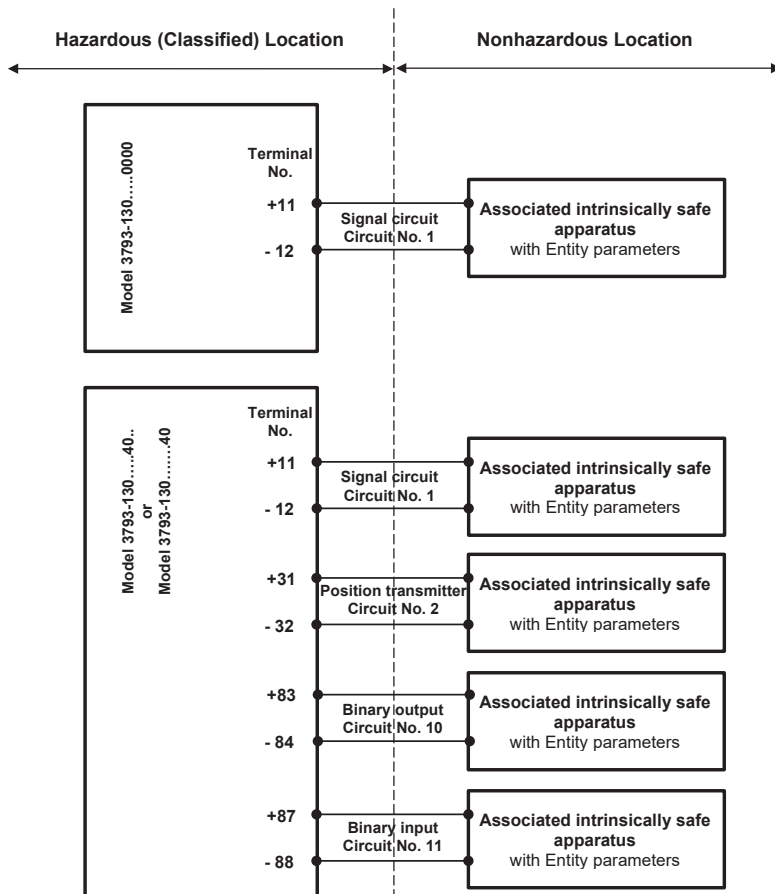 Hazardous (Classified) Location
Nonhazardous Location
Model 3793-130.....0000
Terminal
No.
+11
- 12
Signal circuit
Circuit No. 1
Associated intrinsically safe
apparatus
with Entity parameters
Model 3793-130.....40..
or
Model 3793-130........40
Terminal
No.
+11
- 12
Signal circuit
Circuit No. 1
Associated intrinsically safe
apparatus
with Entity parameters
+31
- 32
Position transmitter
Circuit No. 2
Associated intrinsically safe
apparatus
with Entity parameters
+83
- 84
Binary output
Circuit No. 10
Associated intrinsically safe
apparatus
with Entity parameters
+87
- 88
Binary input
Circuit No. 11
Associated intrinsically safe
apparatus
with Entity parameters